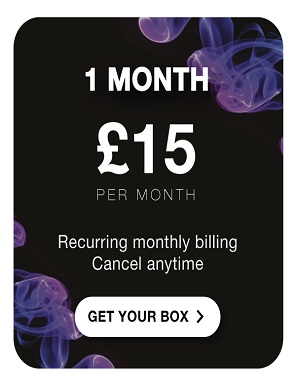 1 MONTH
£15
PER MONTH
Recurring monthly billing
Cancel anytime
GET YOUR BOX >